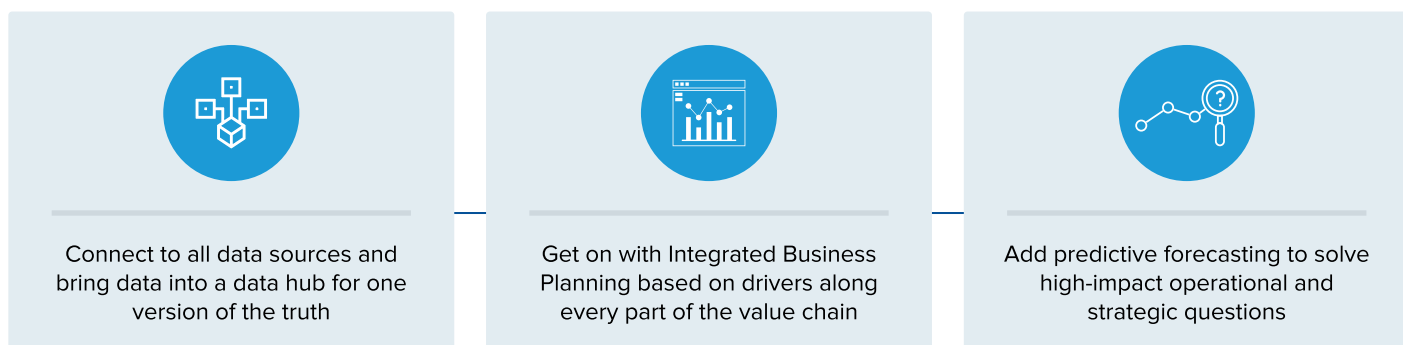 Connect to all data sources and
bring data into a data hub for one
version of the truth
Get on with Integrated Business
Planning based on drivers along
every part of the value chain
?
Add predictive forecasting to solve
high-impact operational and
strategic questions